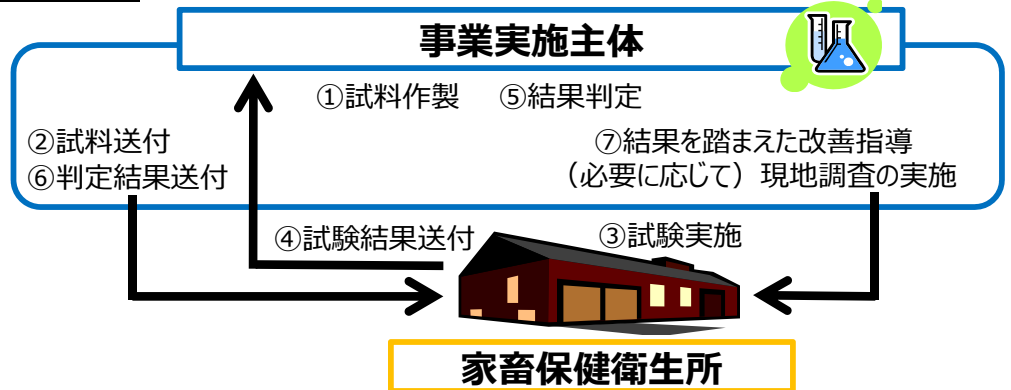 事業実施主体
①試料作製 ⑤結果判定
②試料送付
⑥判定結果送付
⑦結果を踏まえた改善指導
（必要に応じて）現地調査の実施
④試験結果送付
③試験実施
家畜保健衛生所